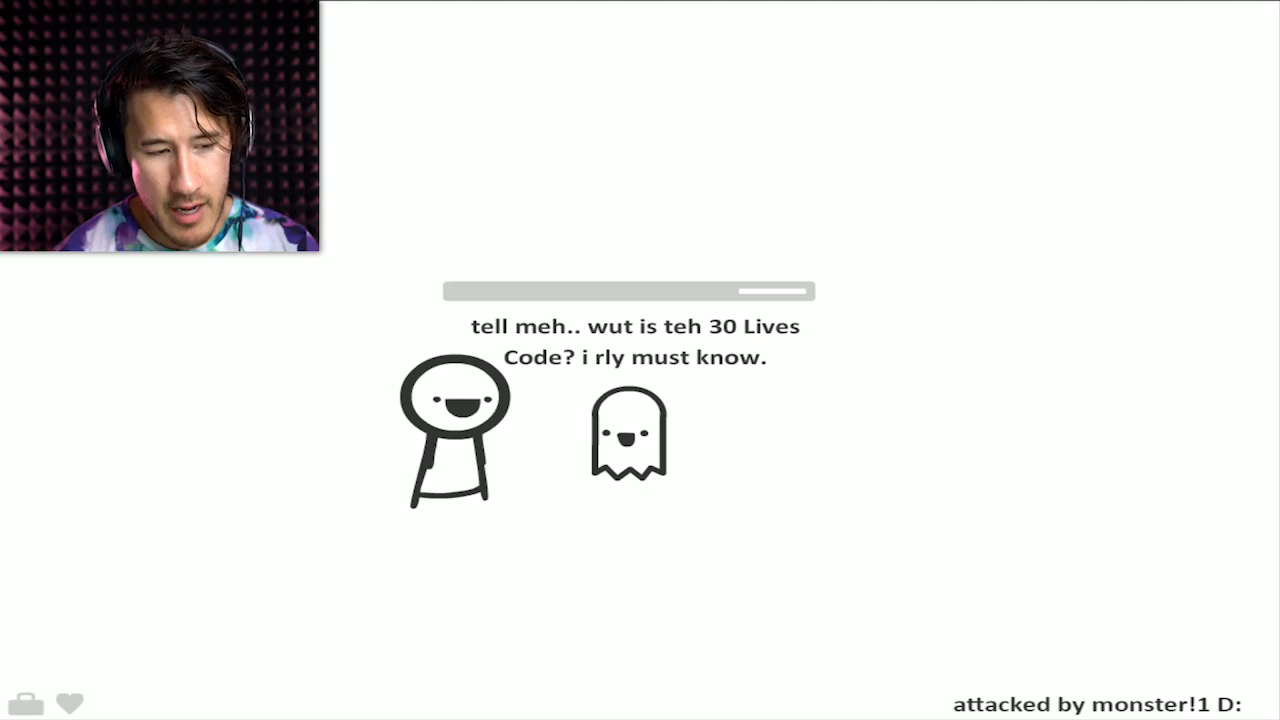 tell meh.. wut is teh 30 Lives
Code? i rly must know.
attacked by monster!1 D: